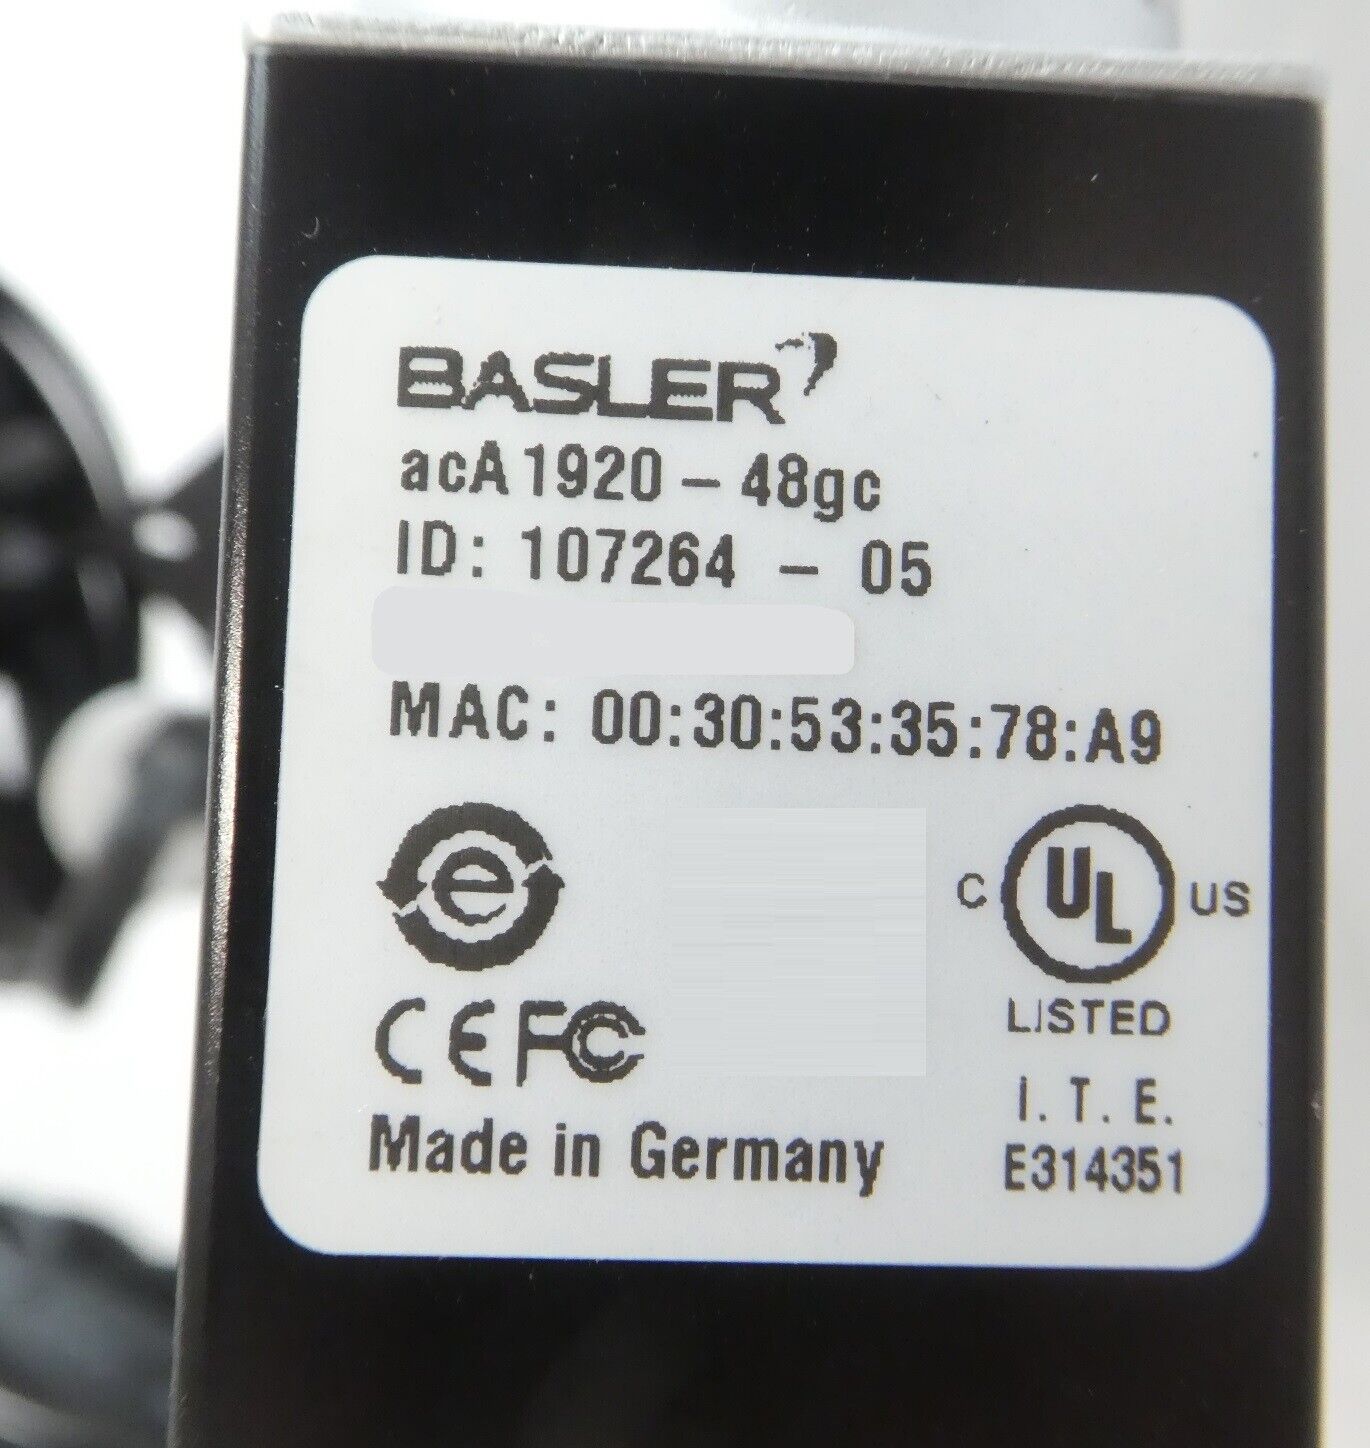 BASLER
acA1920-48gc
ID: 107264 - 05
MAC: 00:30:53:35:78:A9
e
C UL US
LISTED
CE FC
I. T. E.
Made in Germany
E314351